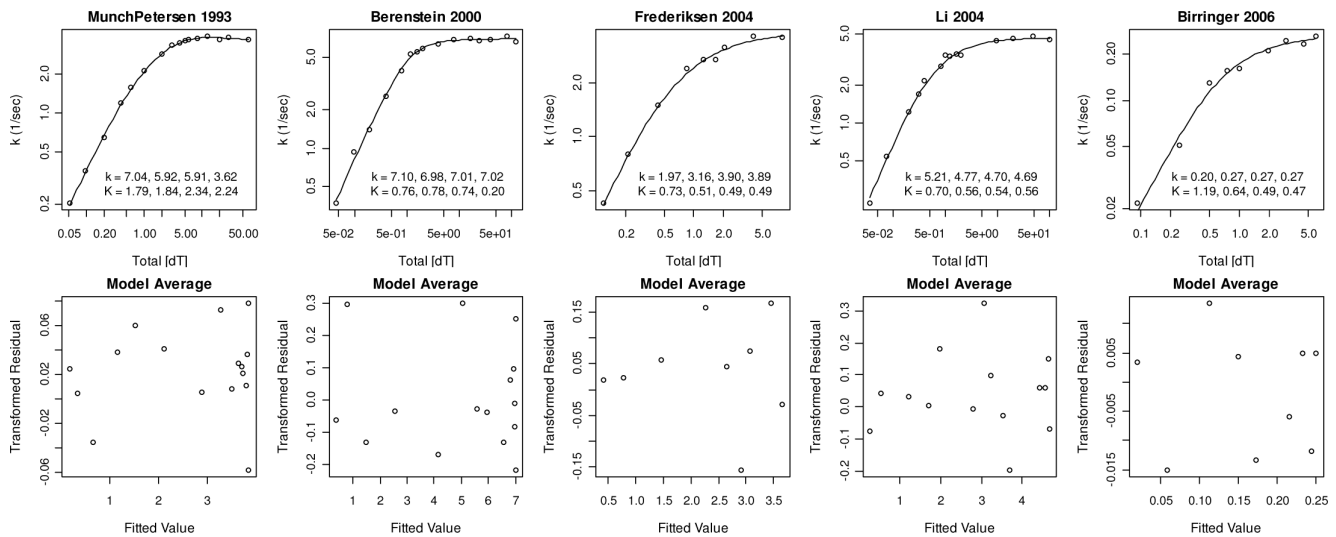 MunchPetersen 1993
k (1/sec)
2.0
1.0
0.5
0.2
k = 7.04, 5.92, 5.91, 3.62
K = 1.79, 1.84, 2.34, 2.24
0.05 0.20 1.00 5.00 50.00
Total [dT]
Berenstein 2000
k (1/sec)
5.0
2.0
1.0
0.5
k = 7.10, 6.98, 7.01, 7.02
K = 0.76, 0.78, 0.74, 0.20
5e-02 5e-01 5e+00 5e+01
Total [dT]
Frederiksen 2004
k (1/sec)
2.0
1.0
0.5
k = 1.97, 3.16, 3.90, 3.89
K = 0.73, 0.51, 0.49, 0.49
0.2 0.5 1.0 2.0 5.0
Total [dT]
Li 2004
k (1/sec)
5.0
2.0
1.0
0.5
k = 5.21, 4.77, 4.70, 4.69
K = 0.70, 0.56, 0.54, 0.56
5e-02 5e-01 5e+00 5e+01
Total [dT]
Birringer 2006
k (1/sec)
0.20
0.10
0.05
0.02
k = 0.20, 0.27, 0.27, 0.27
K = 1.19, 0.64, 0.49, 0.47
0.1 0.2 0.5 1.0 2.0 5.0
Total [dT]
Model Average
Transformed Residual
0.06
0.02
-0.02
-0.06
1 2 3
Fitted Value
Model Average
Transformed Residual
0.3
0.2
0.1
0.0
-0.1
-0.2
1 2 3 4 5 6 7
Fitted Value
Model Average
Transformed Residual
0.15
0.05
-0.05
-0.15
0.5 1.0 1.5 2.0 2.5 3.0 3.5
Fitted Value
Model Average
Transformed Residual
0.3
0.2
0.1
0.0
-0.1
-0.2
1 2 3 4
Fitted Value
Model Average
Transformed Residual
0.005
-0.005
-0.015
0.05 0.10 0.15 0.20 0.25
Fitted Value